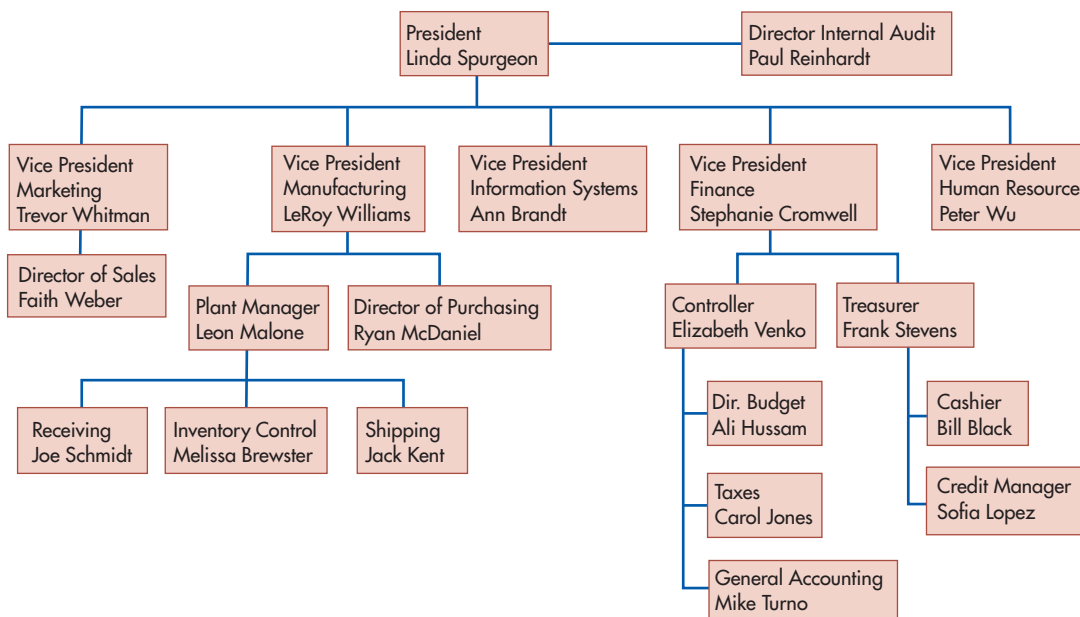 President
Linda Spurgeon
Director Internal Audit
Paul Reinhardt
Vice President
Marketing
Trevor Whitman
Vice President
Manufacturing
LeRoy Williams
Vice President
Information Systems
Ann Brandt
Vice President
Finance
Stephanie Cromwell
Vice President
Human Resource
Peter Wu
Director of Sales
Faith Weber
Plant Manager
Leon Malone
Director of Purchasing
Ryan McDaniel
Controller
Elizabeth Venko
Treasurer
Frank Stevens
Receiving
Joe Schmidt
Inventory Control
Melissa Brewster
Shipping
Jack Kent
Dir. Budget
Ali Hussam
Cashier
Bill Black
Taxes
Carol Jones
Credit Manager
Sofia Lopez
General Accounting
Mike Turno